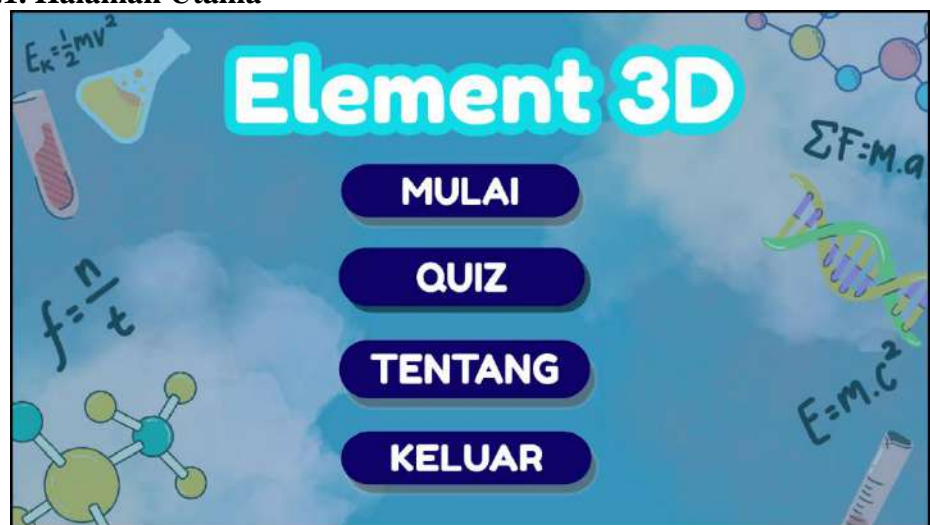 1. Halaman Utama
Eₖ=½mv²
Element 3D
ΣF=M.a
MULAI
QUIZ
f=n/t
TENTANG
E=M.C²
KELUAR